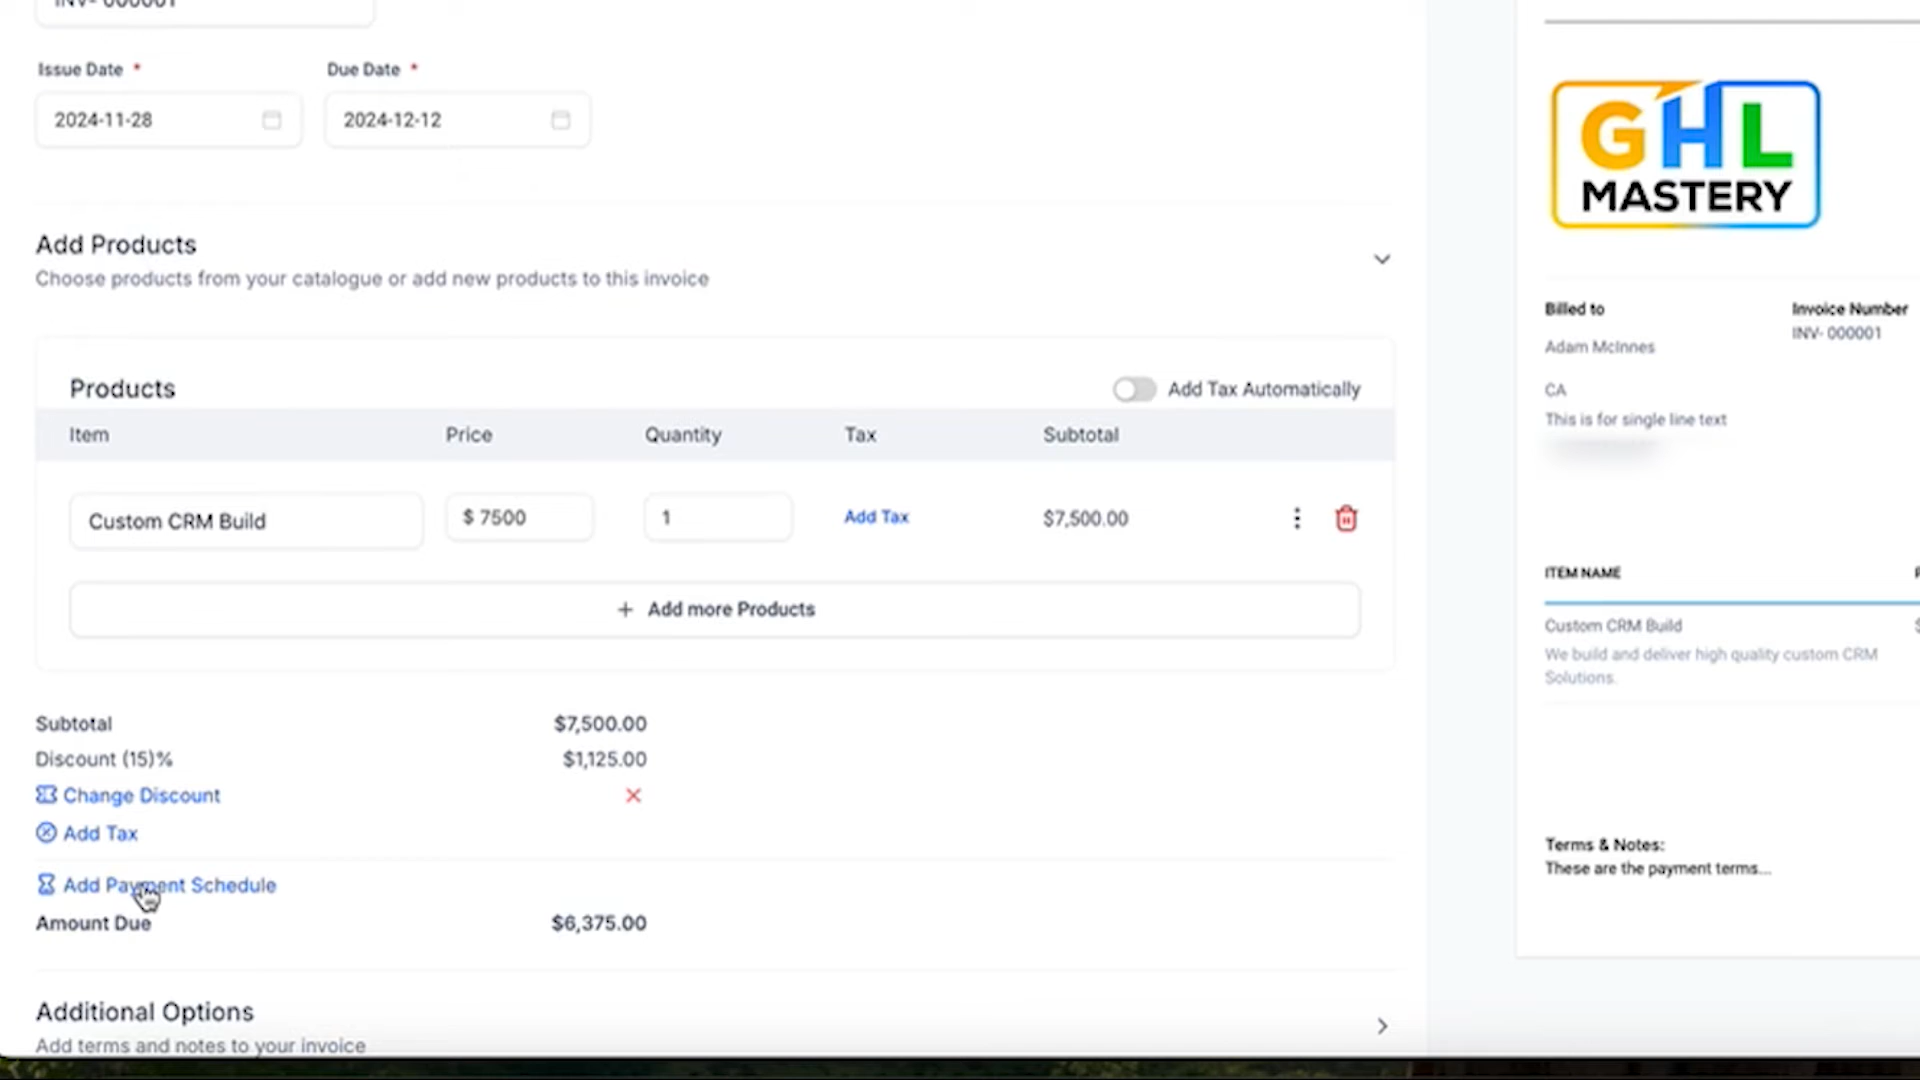 INV- 000001
Issue Date *
Due Date *
2024-11-28
2024-12-12
Add Products
Choose products from your catalogue or add new products to this invoice
Products
Add Tax Automatically
Item Price Quantity Tax Subtotal
Custom CRM Build $ 7500 1 Add Tax $7,500.00
+ Add more Products
Subtotal $7,500.00
Discount (15)% $1,125.00
Change Discount
Add Tax
Add Payment Schedule
Amount Due $6,375.00
Additional Options
Add terms and notes to your invoice
GHL
MASTERY
Billed to
Adam McInnes
CA
This is for single line text
Invoice Number
INV- 000001
ITEM NAME
Custom CRM Build
We build and deliver high quality custom CRM
Solutions.
Terms & Notes:
These are the payment terms...